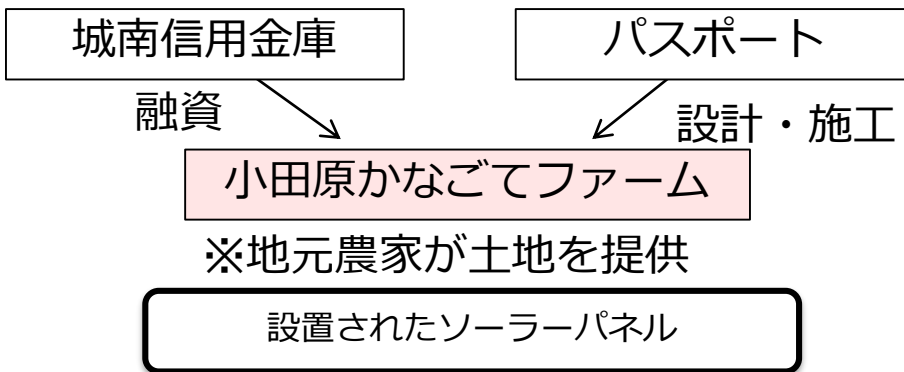 城南信用金庫
パスポート
融資
設計・施工
小田原かなごてファーム
※地元農家が土地を提供
設置されたソーラーパネル